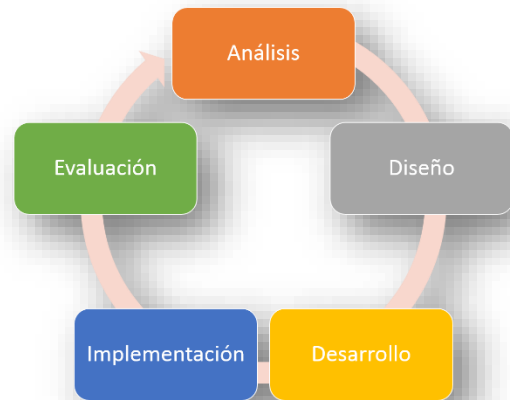 Análisis
Diseño
Desarrollo
Implementación
Evaluación